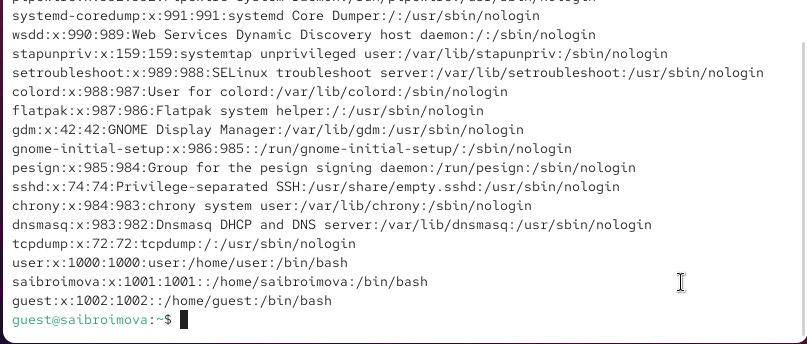 systemd-coredump:x:991:991:systemd Core Dumper:/:/usr/sbin/nologin
wsdd:x:990:989:Web Services Dynamic Discovery host daemon:/:/sbin/nologin
stapunpriv:x:159:159:systemtap unprivileged user:/var/lib/stapunpriv:/sbin/nologin
setroubleshoot:x:989:988:SELinux troubleshoot server:/var/lib/setroubleshoot:/usr/sbin/nologin
colord:x:988:987:User for colord:/var/lib/colord:/sbin/nologin
flatpak:x:987:986:Flatpak system helper:/:/usr/sbin/nologin
gdm:x:42:42:GNOME Display Manager:/var/lib/gdm:/usr/sbin/nologin
gnome-initial-setup:x:986:985::/run/gnome-initial-setup/:/sbin/nologin
pesign:x:985:984:Group for the pesign signing daemon:/run/pesign:/sbin/nologin
sshd:x:74:74:Privilege-separated SSH:/usr/share/empty.sshd:/usr/sbin/nologin
chrony:x:984:983:chrony system user:/var/lib/chrony:/sbin/nologin
dnsmasq:x:983:982:Dnsmasq DHCP and DNS server:/var/lib/dnsmasq:/usr/sbin/nologin
tcpdump:x:72:72:tcpdump:/:/usr/sbin/nologin
user:x:1000:1000:user:/home/user:/bin/bash
saibroimova:x:1001:1001::/home/saibroimova:/bin/bash
guest:x:1002:1002::/home/guest:/bin/bash
guest@saibroimova:~$